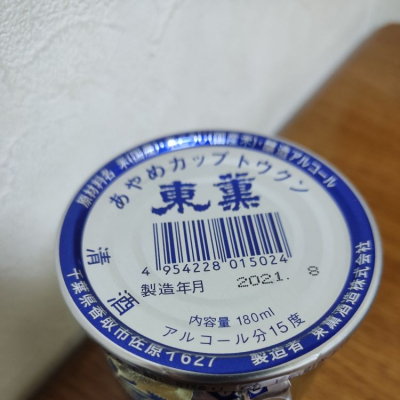 原材料名 米(国産)・米こうじ(国産米)・醸造アルコール
あやめカップトウクン
東薫
清酒
4 954228 015024
製造年月 2021. 8
内容量 180ml
アルコール分15度
千葉県香取市佐原イ627 製造者 東薫酒造株式会社